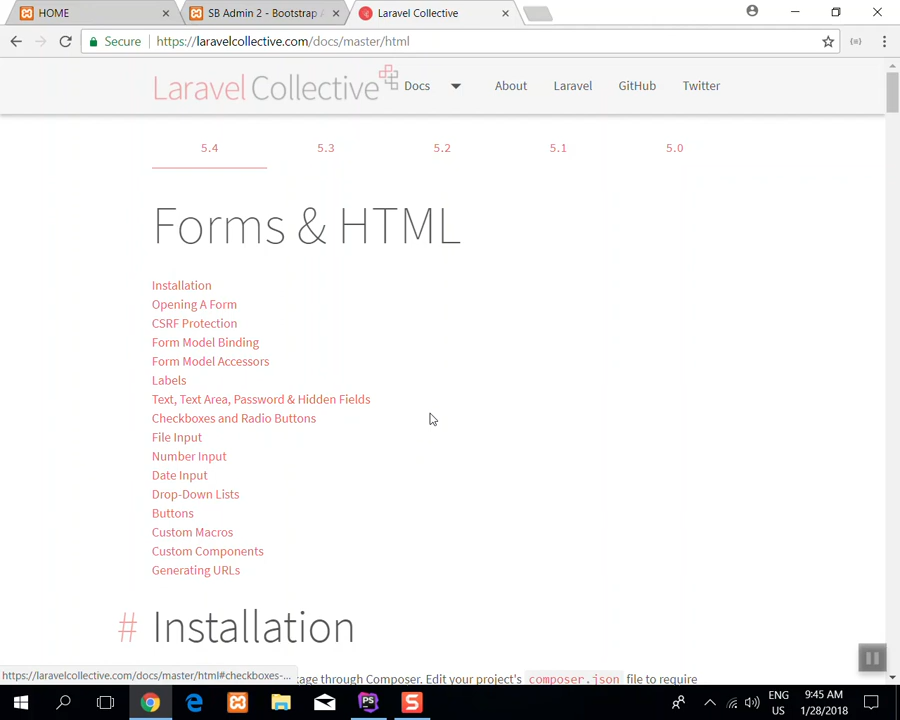 HOME
SB Admin 2 - Bootstrap
Laravel Collective
Secure https://laravelcollective.com/docs/master/html
Laravel Collective
Docs About Laravel GitHub Twitter
5.4 5.3 5.2 5.1 5.0
Forms & HTML
Installation
Opening A Form
CSRF Protection
Form Model Binding
Form Model Accessors
Labels
Text, Text Area, Password & Hidden Fields
Checkboxes and Radio Buttons
File Input
Number Input
Date Input
Drop-Down Lists
Buttons
Custom Macros
Custom Components
Generating URLs
# Installation
https://laravelcollective.com/docs/master/html#checkboxes-...
kage through Composer. Edit your project's composer.json file to require
PS
S
ENG
US
9:45 AM
1/28/2018